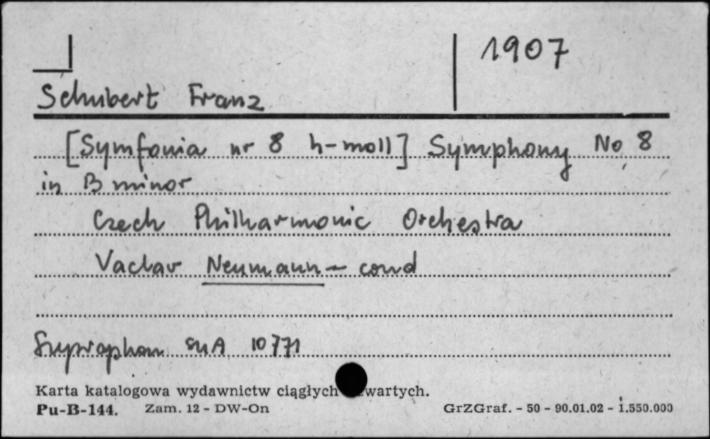 1907
Schubert Franz
[Symfonia nr 8 h-moll] Symphony No 8
in B minor
Czech Philharmonic Orchestra
Vaclav Neumann - cond
Supraphon SUA 10771
Karta katalogowa wydawnictw ciągłych zwartych.
Pu-B-144. Zam. 12 - DW-On GrZGraf. - 50 - 90.01.02 - 1.550.000